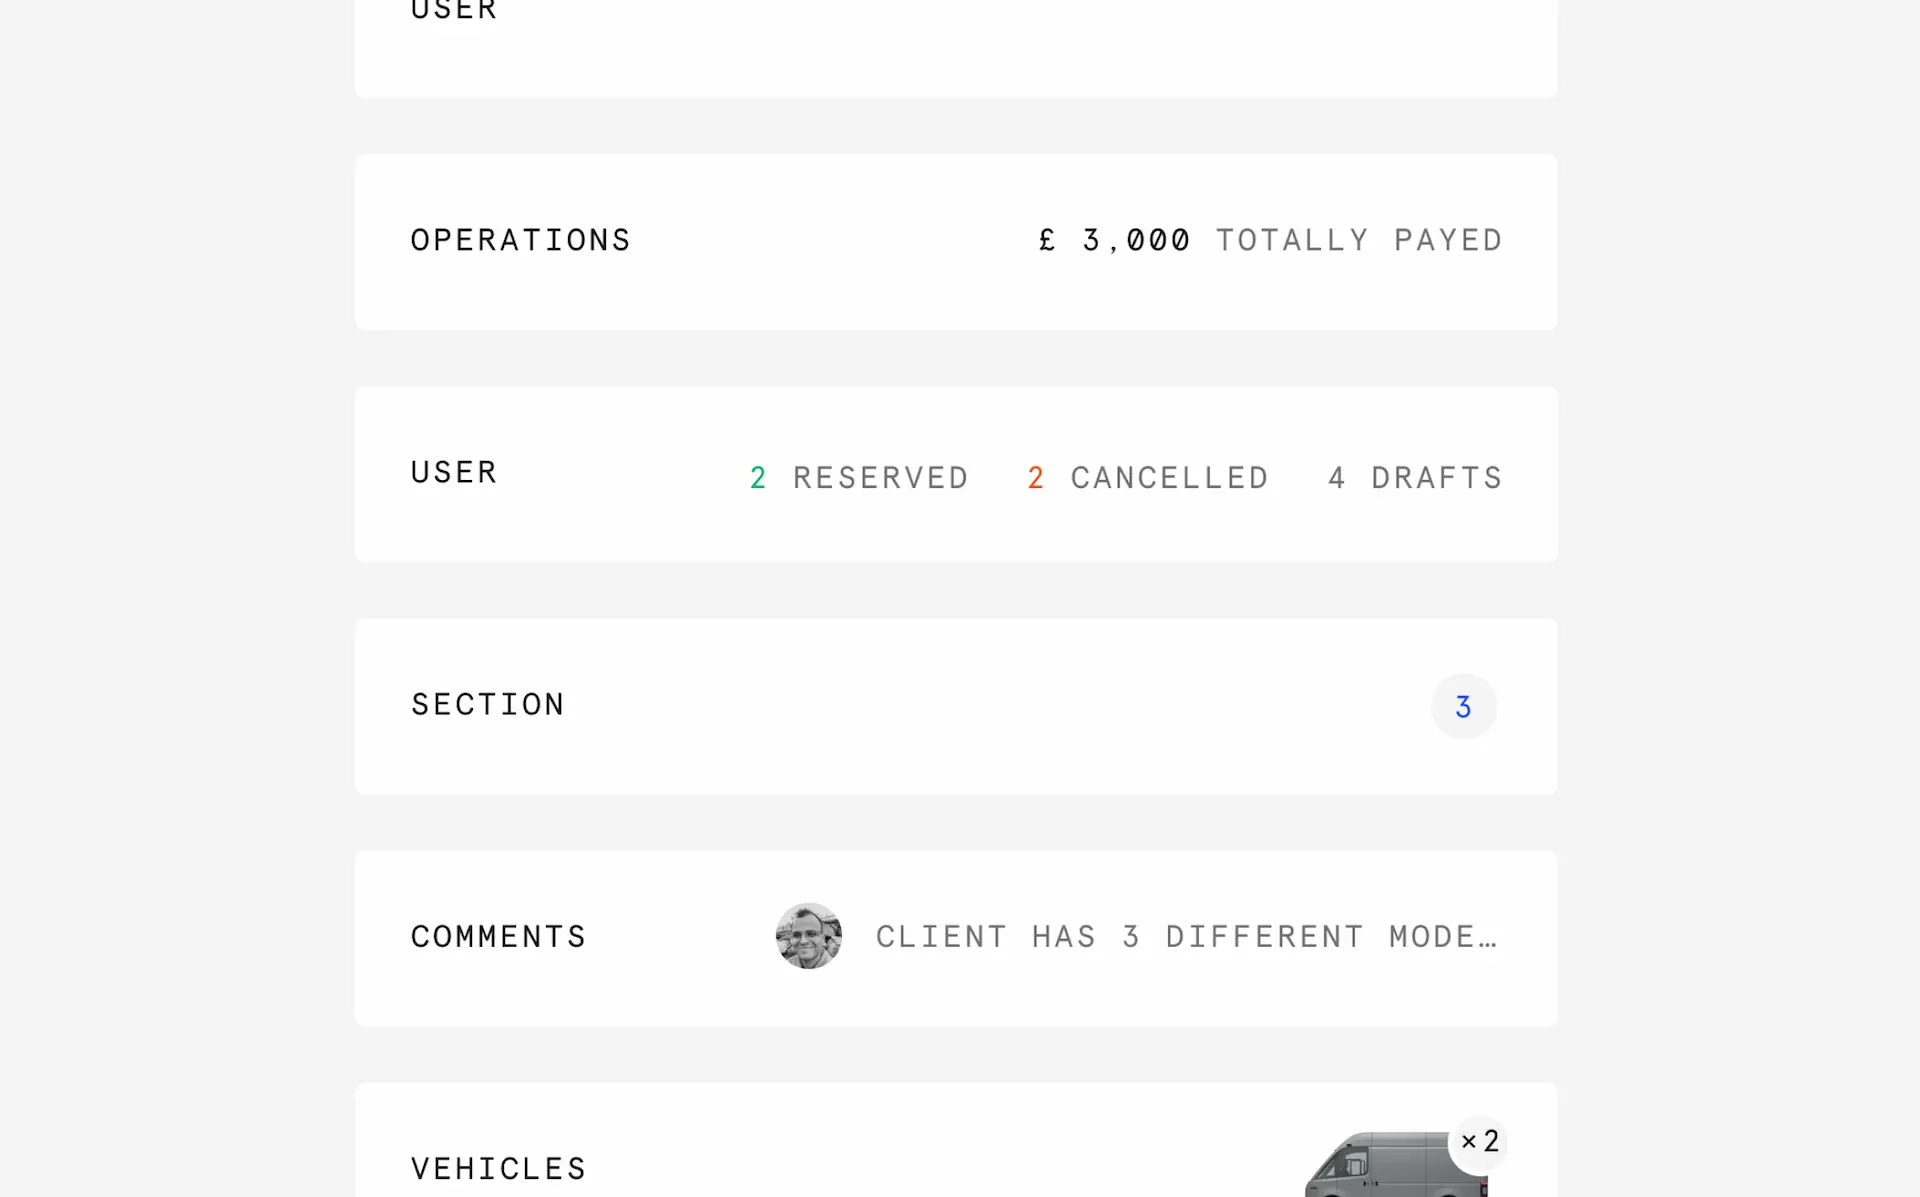 USER
OPERATIONS £ 3,000 TOTALLY PAYED
USER 2 RESERVED 2 CANCELLED 4 DRAFTS
SECTION 3
COMMENTS CLIENT HAS 3 DIFFERENT MODE…
VEHICLES ×2